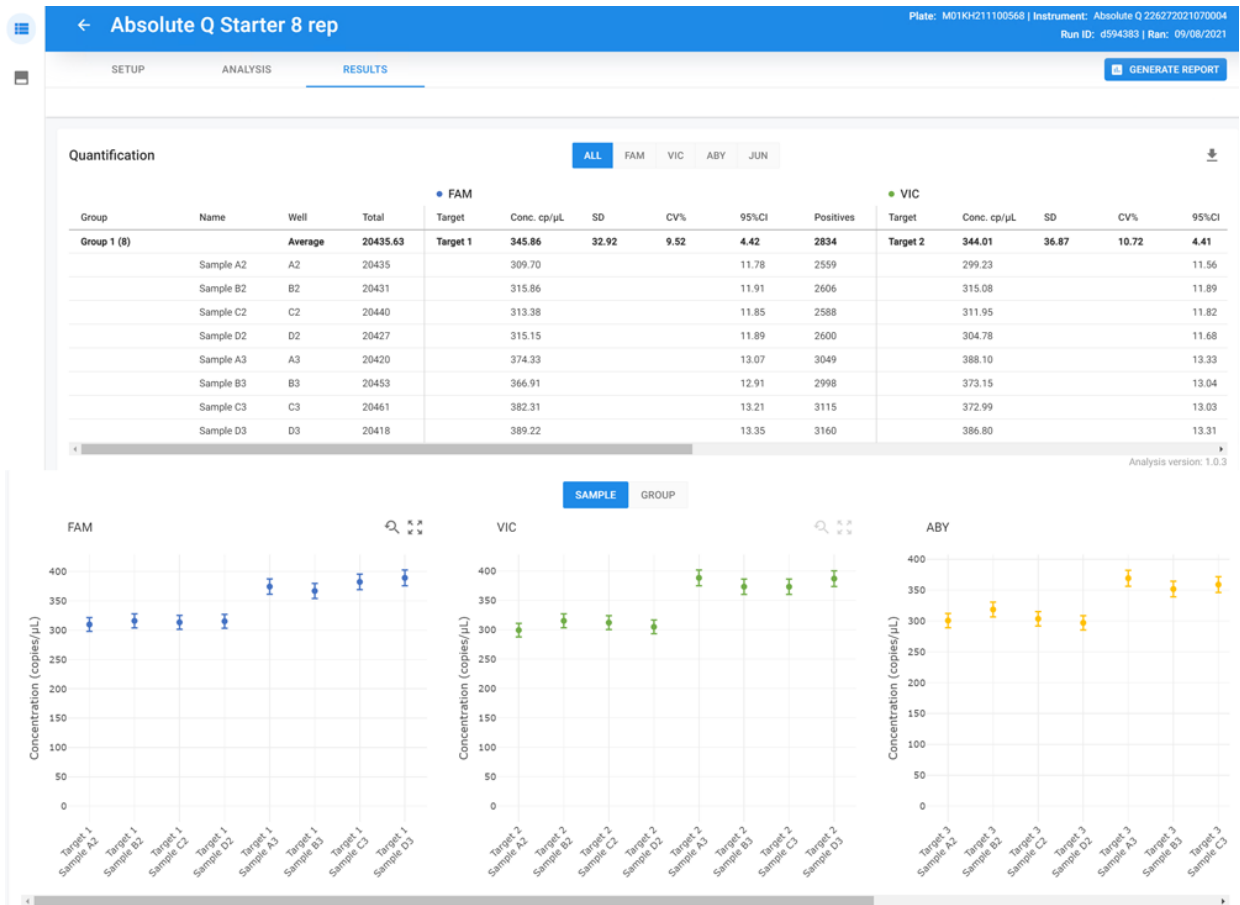 Absolute Q Starter 8 rep
Plate: M01KH211100568 | Instrument: Absolute Q 226272021070004
Run ID: d594383 | Ran: 09/08/2021
SETUP ANALYSIS RESULTS GENERATE REPORT
Quantification ALL FAM VIC ABY JUN
FAM VIC
Group Name Well Total Target Conc. cp/µL SD CV% 95%CI Positives Target Conc. cp/µL SD CV% 95%CI
Group 1 (8) Average 20435.63 Target 1 345.86 32.92 9.52 4.42 2834 Target 2 344.01 36.87 10.72 4.41
Sample A2 A2 20435 309.70 11.78 2559 299.23 11.56
Sample B2 B2 20431 315.86 11.91 2606 315.08 11.89
Sample C2 C2 20440 313.38 11.85 2588 311.95 11.82
Sample D2 D2 20427 315.15 11.89 2600 304.78 11.68
Sample A3 A3 20420 374.33 13.07 3049 388.10 13.33
Sample B3 B3 20453 366.91 12.91 2998 373.15 13.04
Sample C3 C3 20461 382.31 13.21 3115 372.99 13.03
Sample D3 D3 20418 389.22 13.35 3160 386.80 13.31
Analysis version: 1.0.3
SAMPLE GROUP
FAM
Concentration (copies/µL)
400
350
300
250
200
150
100
50
0
Target 1 Sample A2
Target 1 Sample B2
Target 1 Sample C2
Target 1 Sample D2
Target 1 Sample A3
Target 1 Sample B3
Target 1 Sample C3
Target 1 Sample D3
VIC
Concentration (copies/µL)
400
350
300
250
200
150
100
50
0
Target 2 Sample A2
Target 2 Sample B2
Target 2 Sample C2
Target 2 Sample D2
Target 2 Sample A3
Target 2 Sample B3
Target 2 Sample C3
Target 2 Sample D3
ABY
Concentration (copies/µL)
400
350
300
250
200
150
100
50
0
Target 3 Sample A2
Target 3 Sample B2
Target 3 Sample C2
Target 3 Sample D2
Target 3 Sample A3
Target 3 Sample B3
Target 3 Sample C3